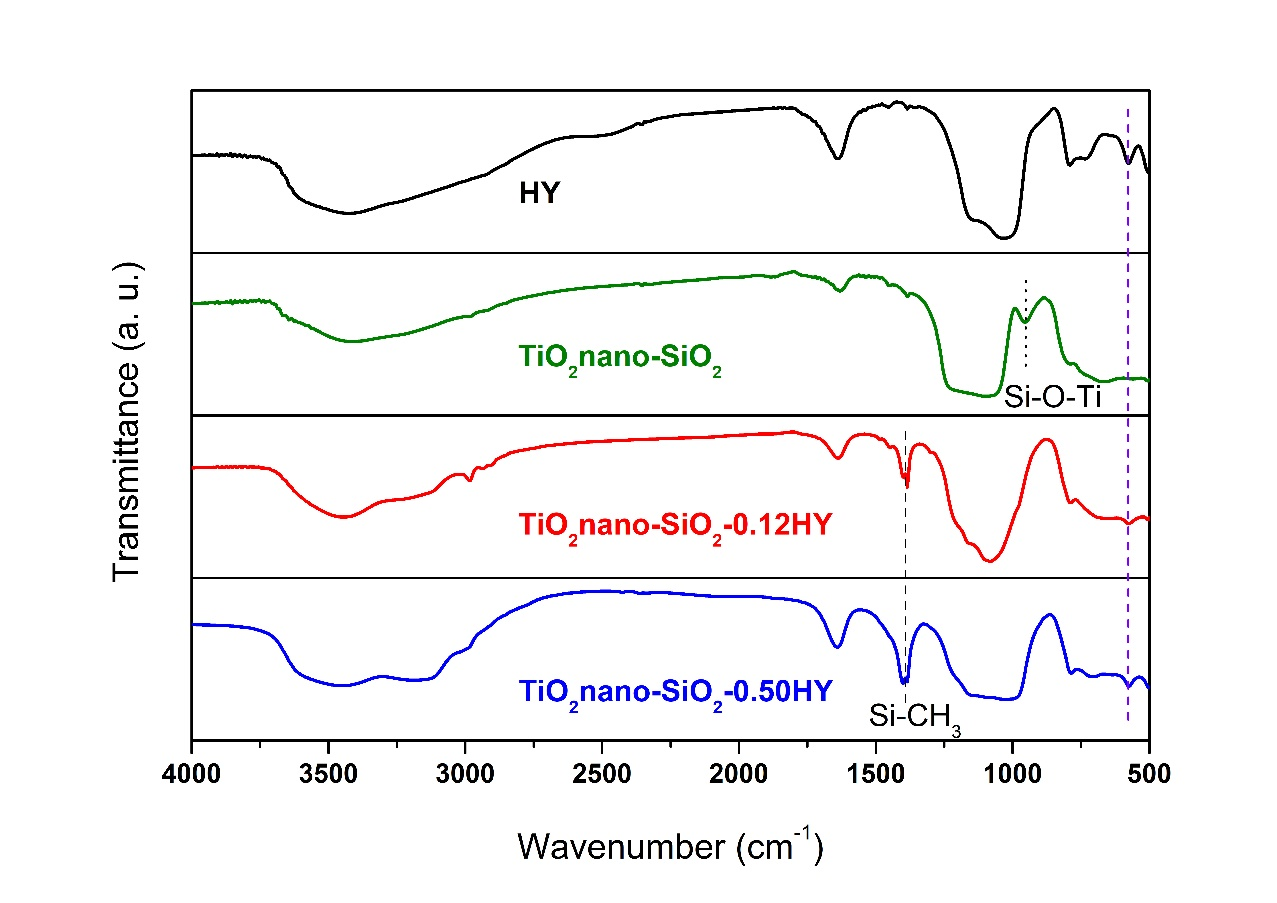 HY
TiO₂nano-SiO₂
Si-O-Ti
TiO₂nano-SiO₂-0.12HY
TiO₂nano-SiO₂-0.50HY
Si-CH₃
Transmittance (a. u.)
4000 3500 3000 2500 2000 1500 1000 500
Wavenumber (cm⁻¹)